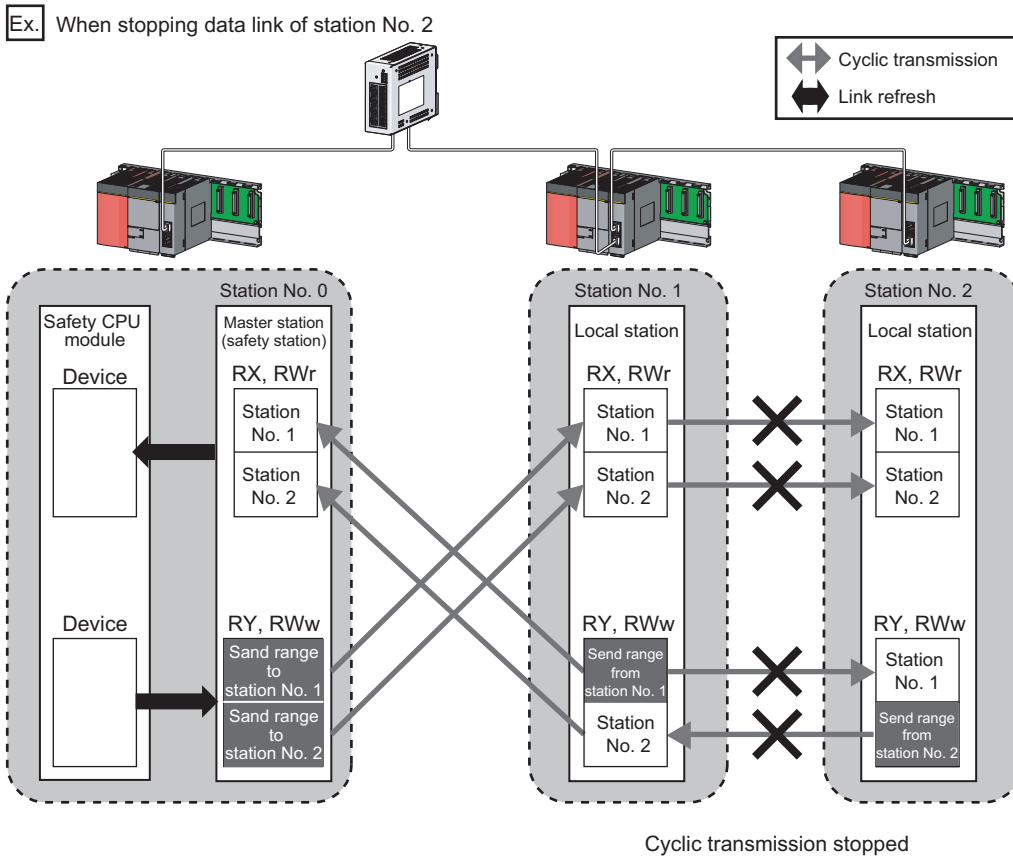 Ex. When stopping data link of station No. 2
Cyclic transmission
Link refresh
Station No. 0
Safety CPU
module
Device
Device
Master station
(safety station)
RX, RWr
Station
No. 1
Station
No. 2
RY, RWw
Sand range
to
station No. 1
Sand range
to
station No. 2
Station No. 1
Local station
RX, RWr
Station
No. 1
Station
No. 2
RY, RWw
Send range
from
station No. 1
Station
No. 2
Station No. 2
Local station
RX, RWr
Station
No. 1
Station
No. 2
RY, RWw
Station
No. 1
Send range
from
station No. 2
Cyclic transmission stopped